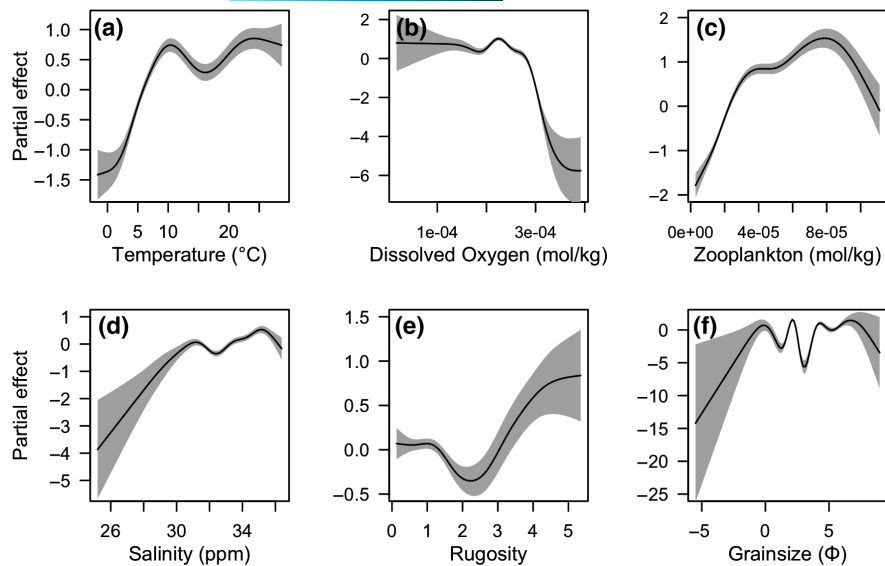 (a)
1.0
0.5
0.0
−0.5
−1.0
−1.5
Partial effect
0 5 10 20
Temperature (°C)
(b)
2
0
−2
−4
−6
1e-04 3e-04
Dissolved Oxygen (mol/kg)
(c)
2
1
0
−1
−2
0e+00 4e-05 8e-05
Zooplankton (mol/kg)
(d)
1
0
−1
−2
−3
−4
−5
Partial effect
26 30 34
Salinity (ppm)
(e)
1.5
1.0
0.5
0.0
−0.5
0 1 2 3 4 5
Rugosity
(f)
0
−5
−10
−15
−20
−25
−5 0 5
Grainsize (Φ)